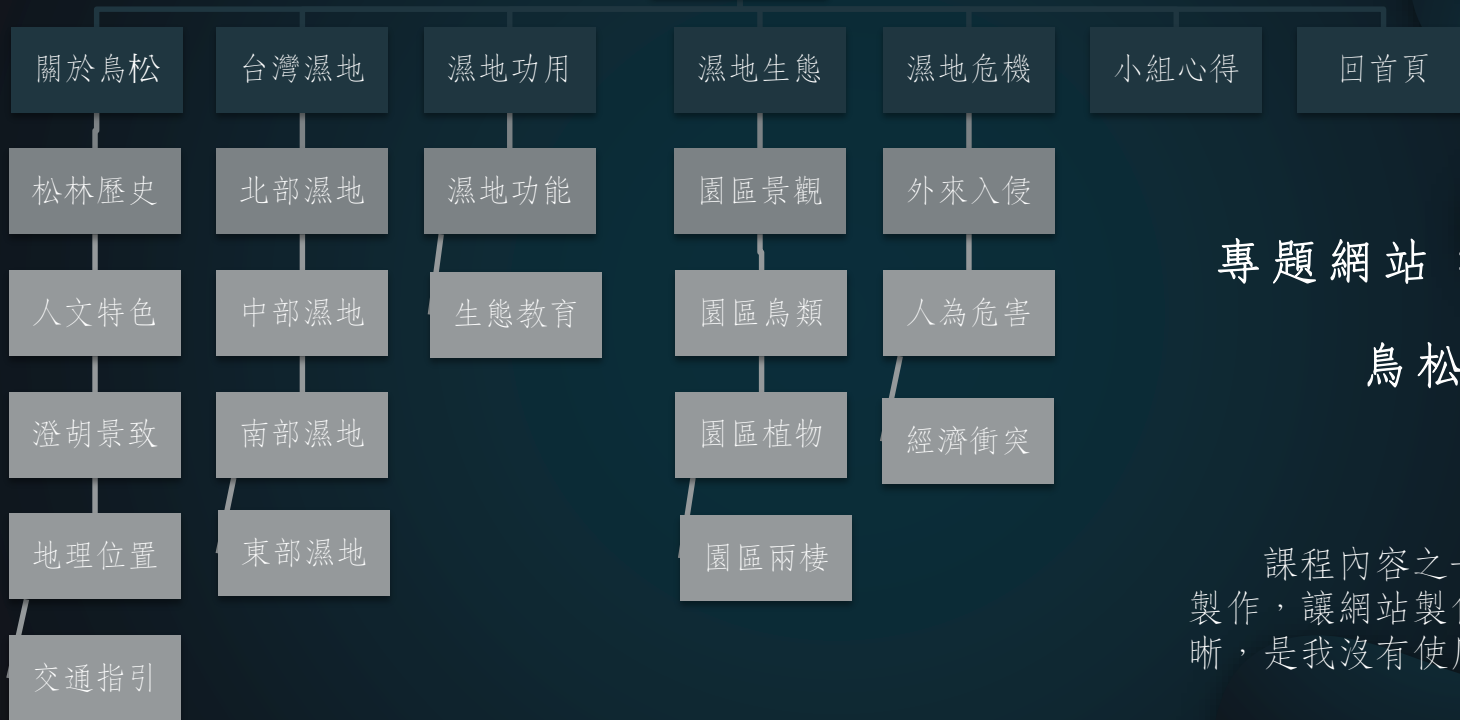 關於鳥松
松林歷史
人文特色
澄胡景致
地理位置
交通指引
台灣濕地
北部濕地
中部濕地
南部濕地
東部濕地
濕地功用
濕地功能
生態教育
濕地生態
園區景觀
園區鳥類
園區植物
園區兩棲
濕地危機
外來入侵
人為危害
經濟衝突
小組心得
回首頁
專題網站
鳥松
課程內容之
製作，讓網站製
晰，是我沒有使